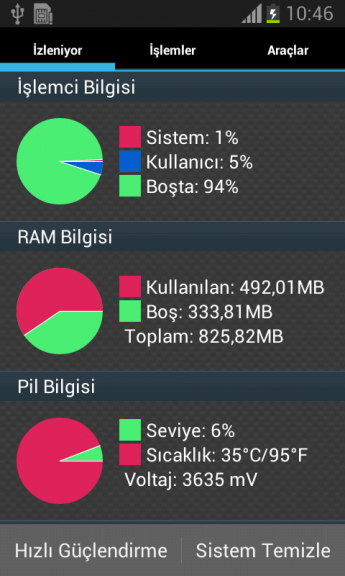 10:46
İzleniyor İşlemler Araçlar
İşlemci Bilgisi
Sistem: 1%
Kullanıcı: 5%
Boşta: 94%
RAM Bilgisi
Kullanılan: 492,01MB
Boş: 333,81MB
Toplam: 825,82MB
Pil Bilgisi
Seviye: 6%
Sıcaklık: 35°C/95°F
Voltaj: 3635 mV
Hızlı Güçlendirme Sistem Temizle